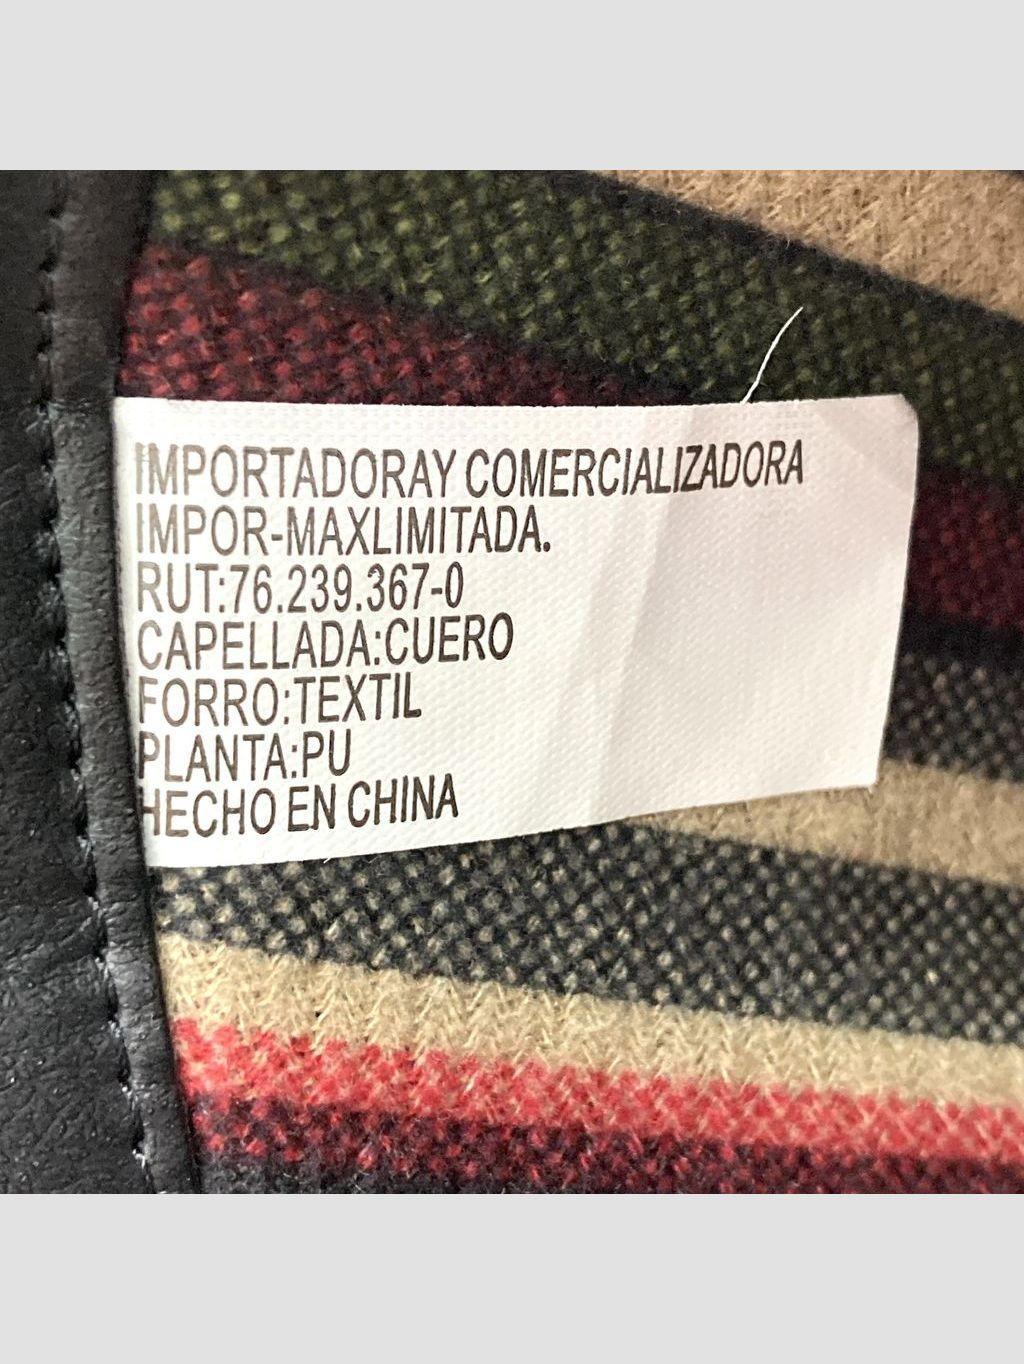 IMPORTADORAY COMERCIALIZADORA
IMPOR-MAXLIMITADA.
RUT:76.239.367-0
CAPELLADA:CUERO
FORRO:TEXTIL
PLANTA:PU
HECHO EN CHINA